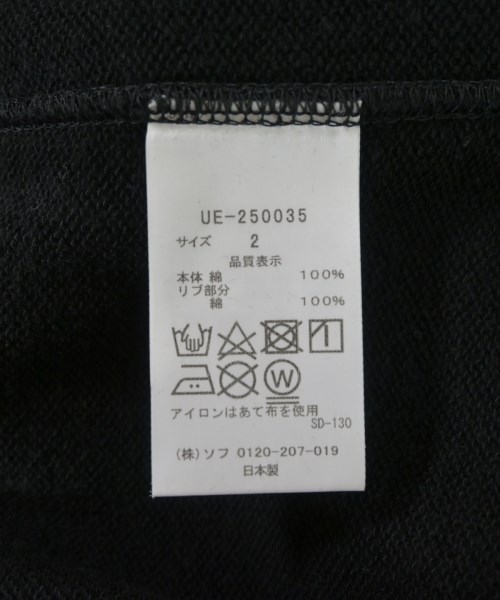 UE-250035
サイズ 2
品質表示
本体 綿 100%
リブ部分
綿 100%
W
アイロンはあて布を使用
SD-130
(株)ソフ 0120-207-019
日本製